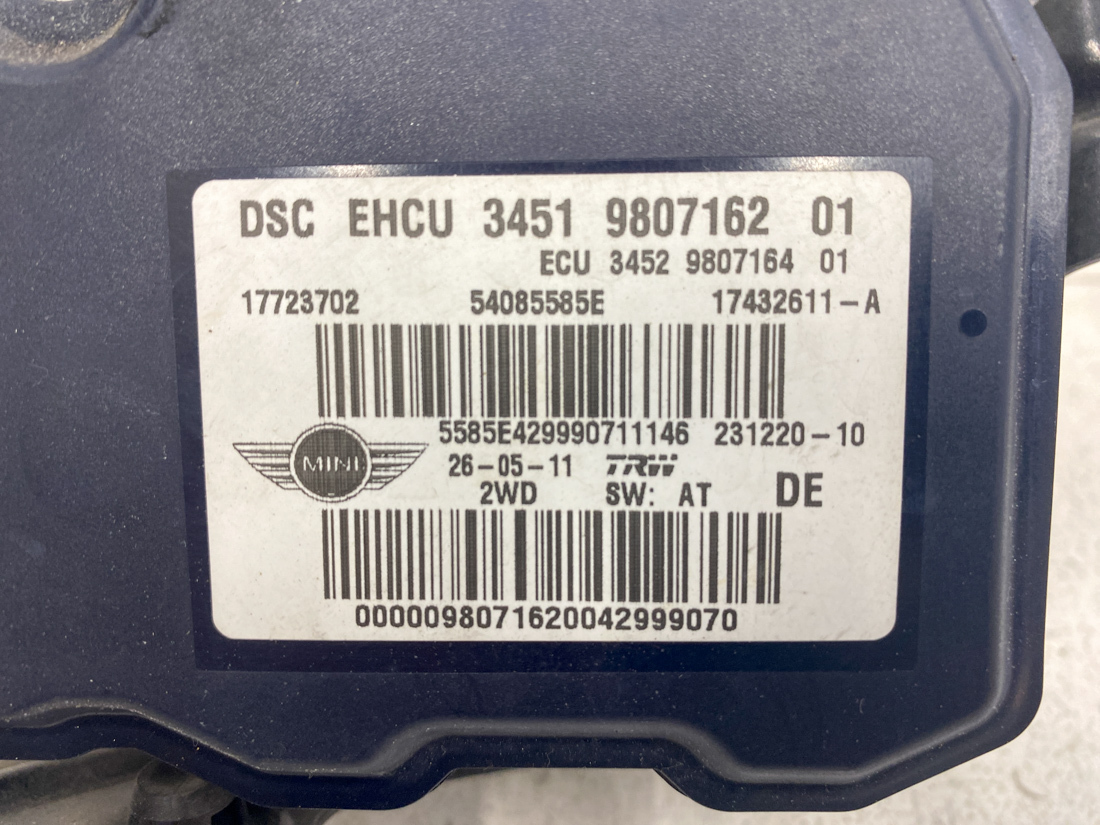 DSC EHCU 3451 9807162 01
ECU 3452 9807164 01
17723702 54085585E 17432611-A
5585E429990711146 231220-10
MINI 26-05-11 TRW
2WD SW: AT DE
0000098071620042999070